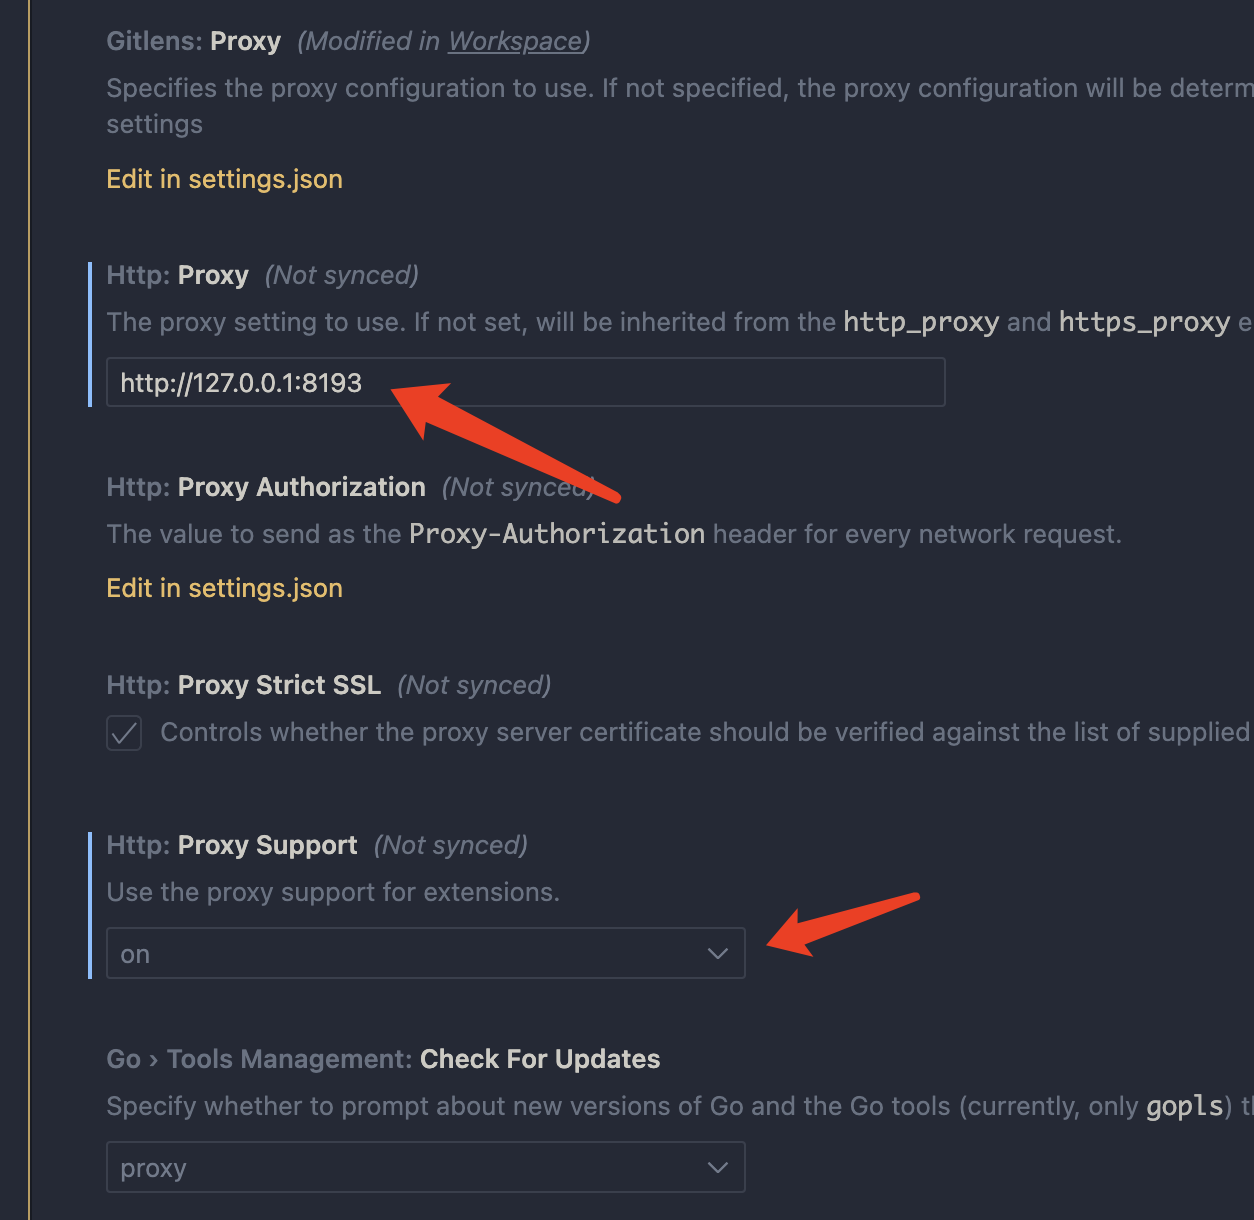 Gitlens: Proxy (Modified in Workspace)
Specifies the proxy configuration to use. If not specified, the proxy configuration will be
settings
Edit in settings.json
Http: Proxy (Not synced)
The proxy setting to use. If not set, will be inherited from the http_proxy and https_proxy
http://127.0.0.1:8193
Http: Proxy Authorization (Not synced)
The value to send as the Proxy-Authorization header for every network request.
Edit in settings.json
Http: Proxy Strict SSL (Not synced)
Controls whether the proxy server certificate should be verified against the list of supplied
Http: Proxy Support (Not synced)
Use the proxy support for extensions.
on
Go › Tools Management: Check For Updates
Specify whether to prompt about new versions of Go and the Go tools (currently, only gopls)
proxy